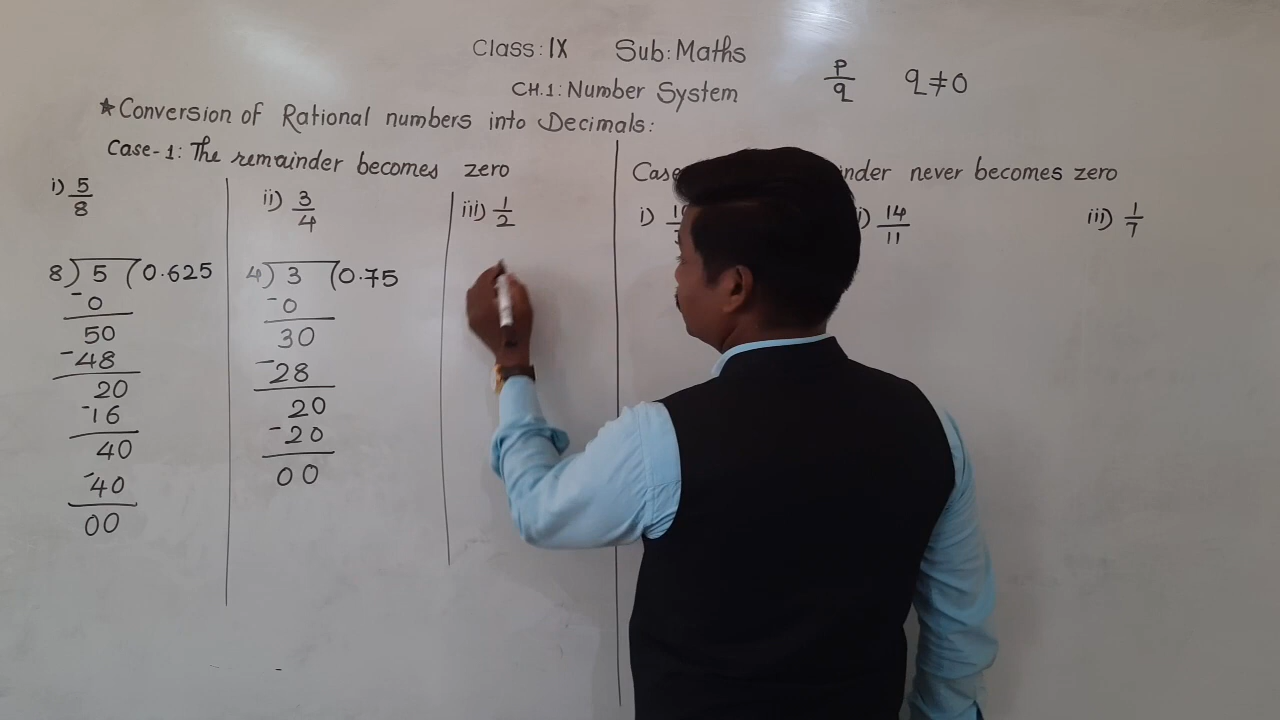 Class: IX Sub: Maths
CH.1: Number System
p/q q≠0
*Conversion of Rational numbers into Decimals:
Case-1: The remainder becomes zero
i) 5/8
8) 5 (0.625
-0
50
-48
20
-16
40
-40
00
ii) 3/4
4) 3 (0.75
-0
30
-28
20
-20
00
iii) 1/2
Case never becomes zero
i)
14/11
iii) 1/7